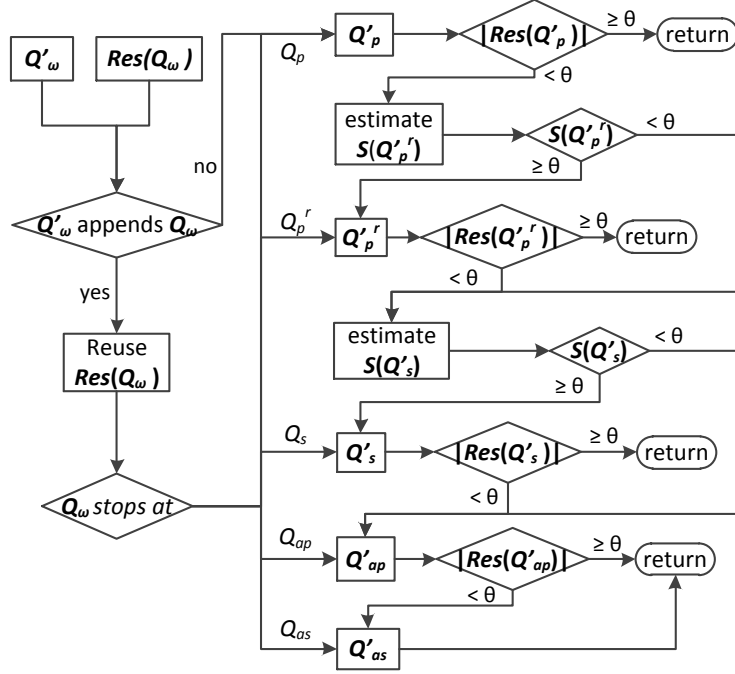 Q'ω
Res(Qω)
no
Q'ω appends Qω
yes
Reuse
Res(Qω)
Qω stops at
Qp
Q'p
|Res(Q'p)|
≥ θ
return
< θ
estimate
S(Q'p^r)
S(Q'p^r)
< θ
≥ θ
Qp^r
Q'p^r
|Res(Q'p^r)|
≥ θ
return
< θ
estimate
S(Q's)
S(Q's)
< θ
≥ θ
Qs
Q's
|Res(Q's)|
≥ θ
return
< θ
Qap
Q'ap
|Res(Q'ap)|
≥ θ
return
< θ
Qas
Q'as